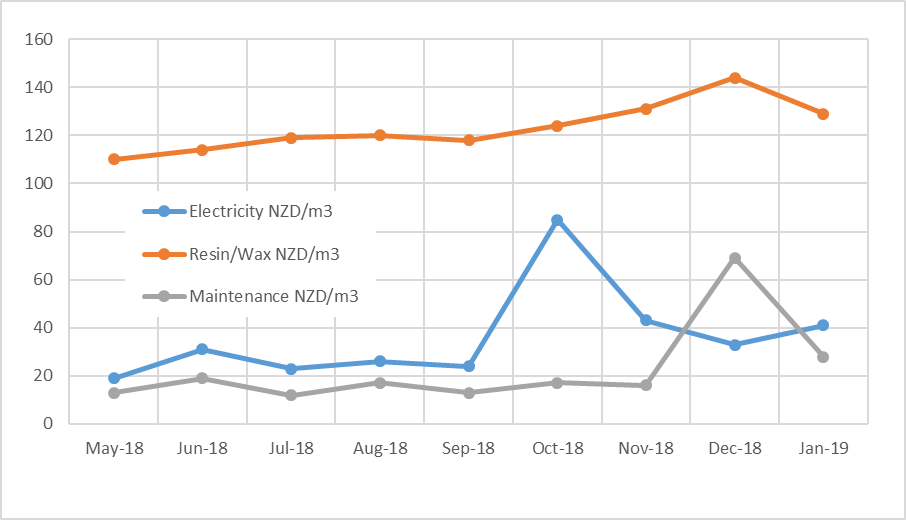 160
140
120
100
80
60
40
20
0
Electricity NZD/m3
Resin/Wax NZD/m3
Maintenance NZD/m3
May-18 Jun-18 Jul-18 Aug-18 Sep-18 Oct-18 Nov-18 Dec-18 Jan-19